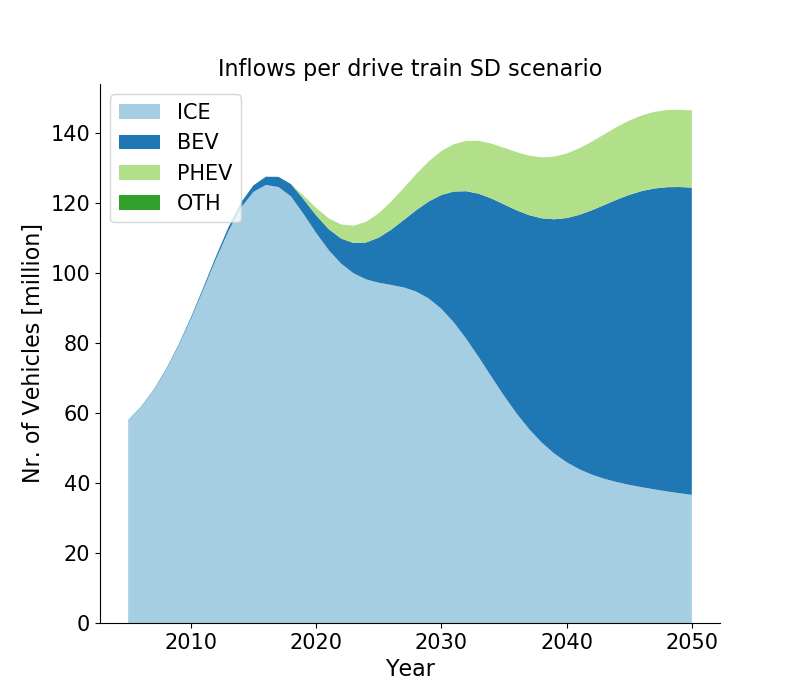 Inflows per drive train SD scenario
ICE
BEV
PHEV
OTH
Nr. of Vehicles [million]
140
120
100
80
60
40
20
0
2010 2020 2030 2040 2050
Year